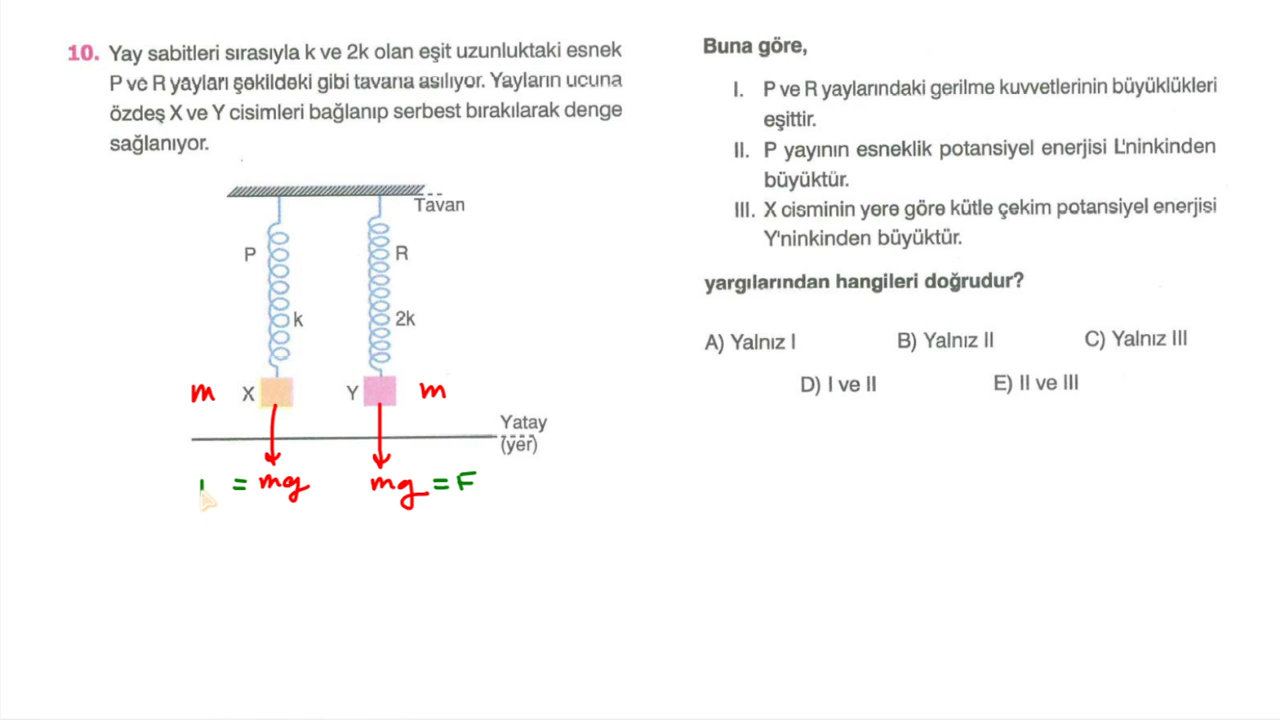 10. Yay sabitleri sırasıyla k ve 2k olan eşit uzunluktaki esnek
P ve R yayları şekildeki gibi tavana asılıyor. Yayların ucuna
özdeş X ve Y cisimleri bağlanıp serbest bırakılarak denge
sağlanıyor.
Tavan
P
R
k
2k
m X
Y m
Yatay
(yer)
= mg
mg = F
Buna göre,
I. P ve R yaylarındaki gerilme kuvvetlerinin büyüklükleri
eşittir.
II. P yayının esneklik potansiyel enerjisi L'ninkinden
büyüktür.
III. X cisminin yere göre kütle çekim potansiyel enerjisi
Y'ninkinden büyüktür.
yargılarından hangileri doğrudur?
A) Yalnız I B) Yalnız II C) Yalnız III
D) I ve II E) II ve III